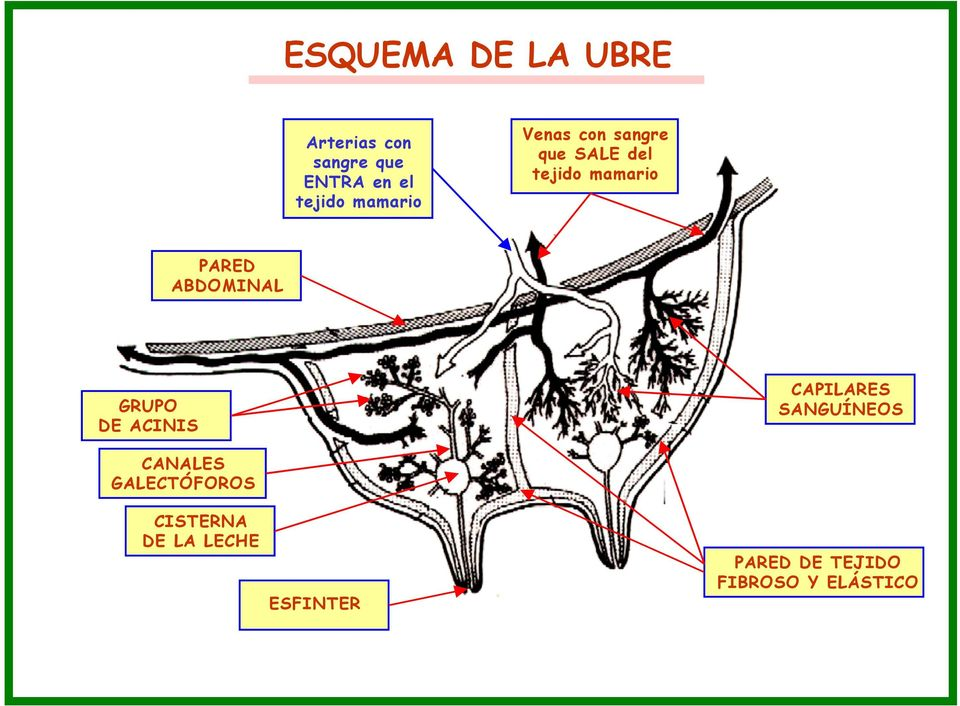 ESQUEMA DE LA UBRE
Arterias con
sangre que
ENTRA en el
tejido mamario
Venas con sangre
que SALE del
tejido mamario
PARED
ABDOMINAL
GRUPO
DE ACINIS
CAPILARES
SANGUÍNEOS
CANALES
GALECTÓFOROS
CISTERNA
DE LA LECHE
PARED DE TEJIDO
FIBROSO Y ELÁSTICO
ESFINTER